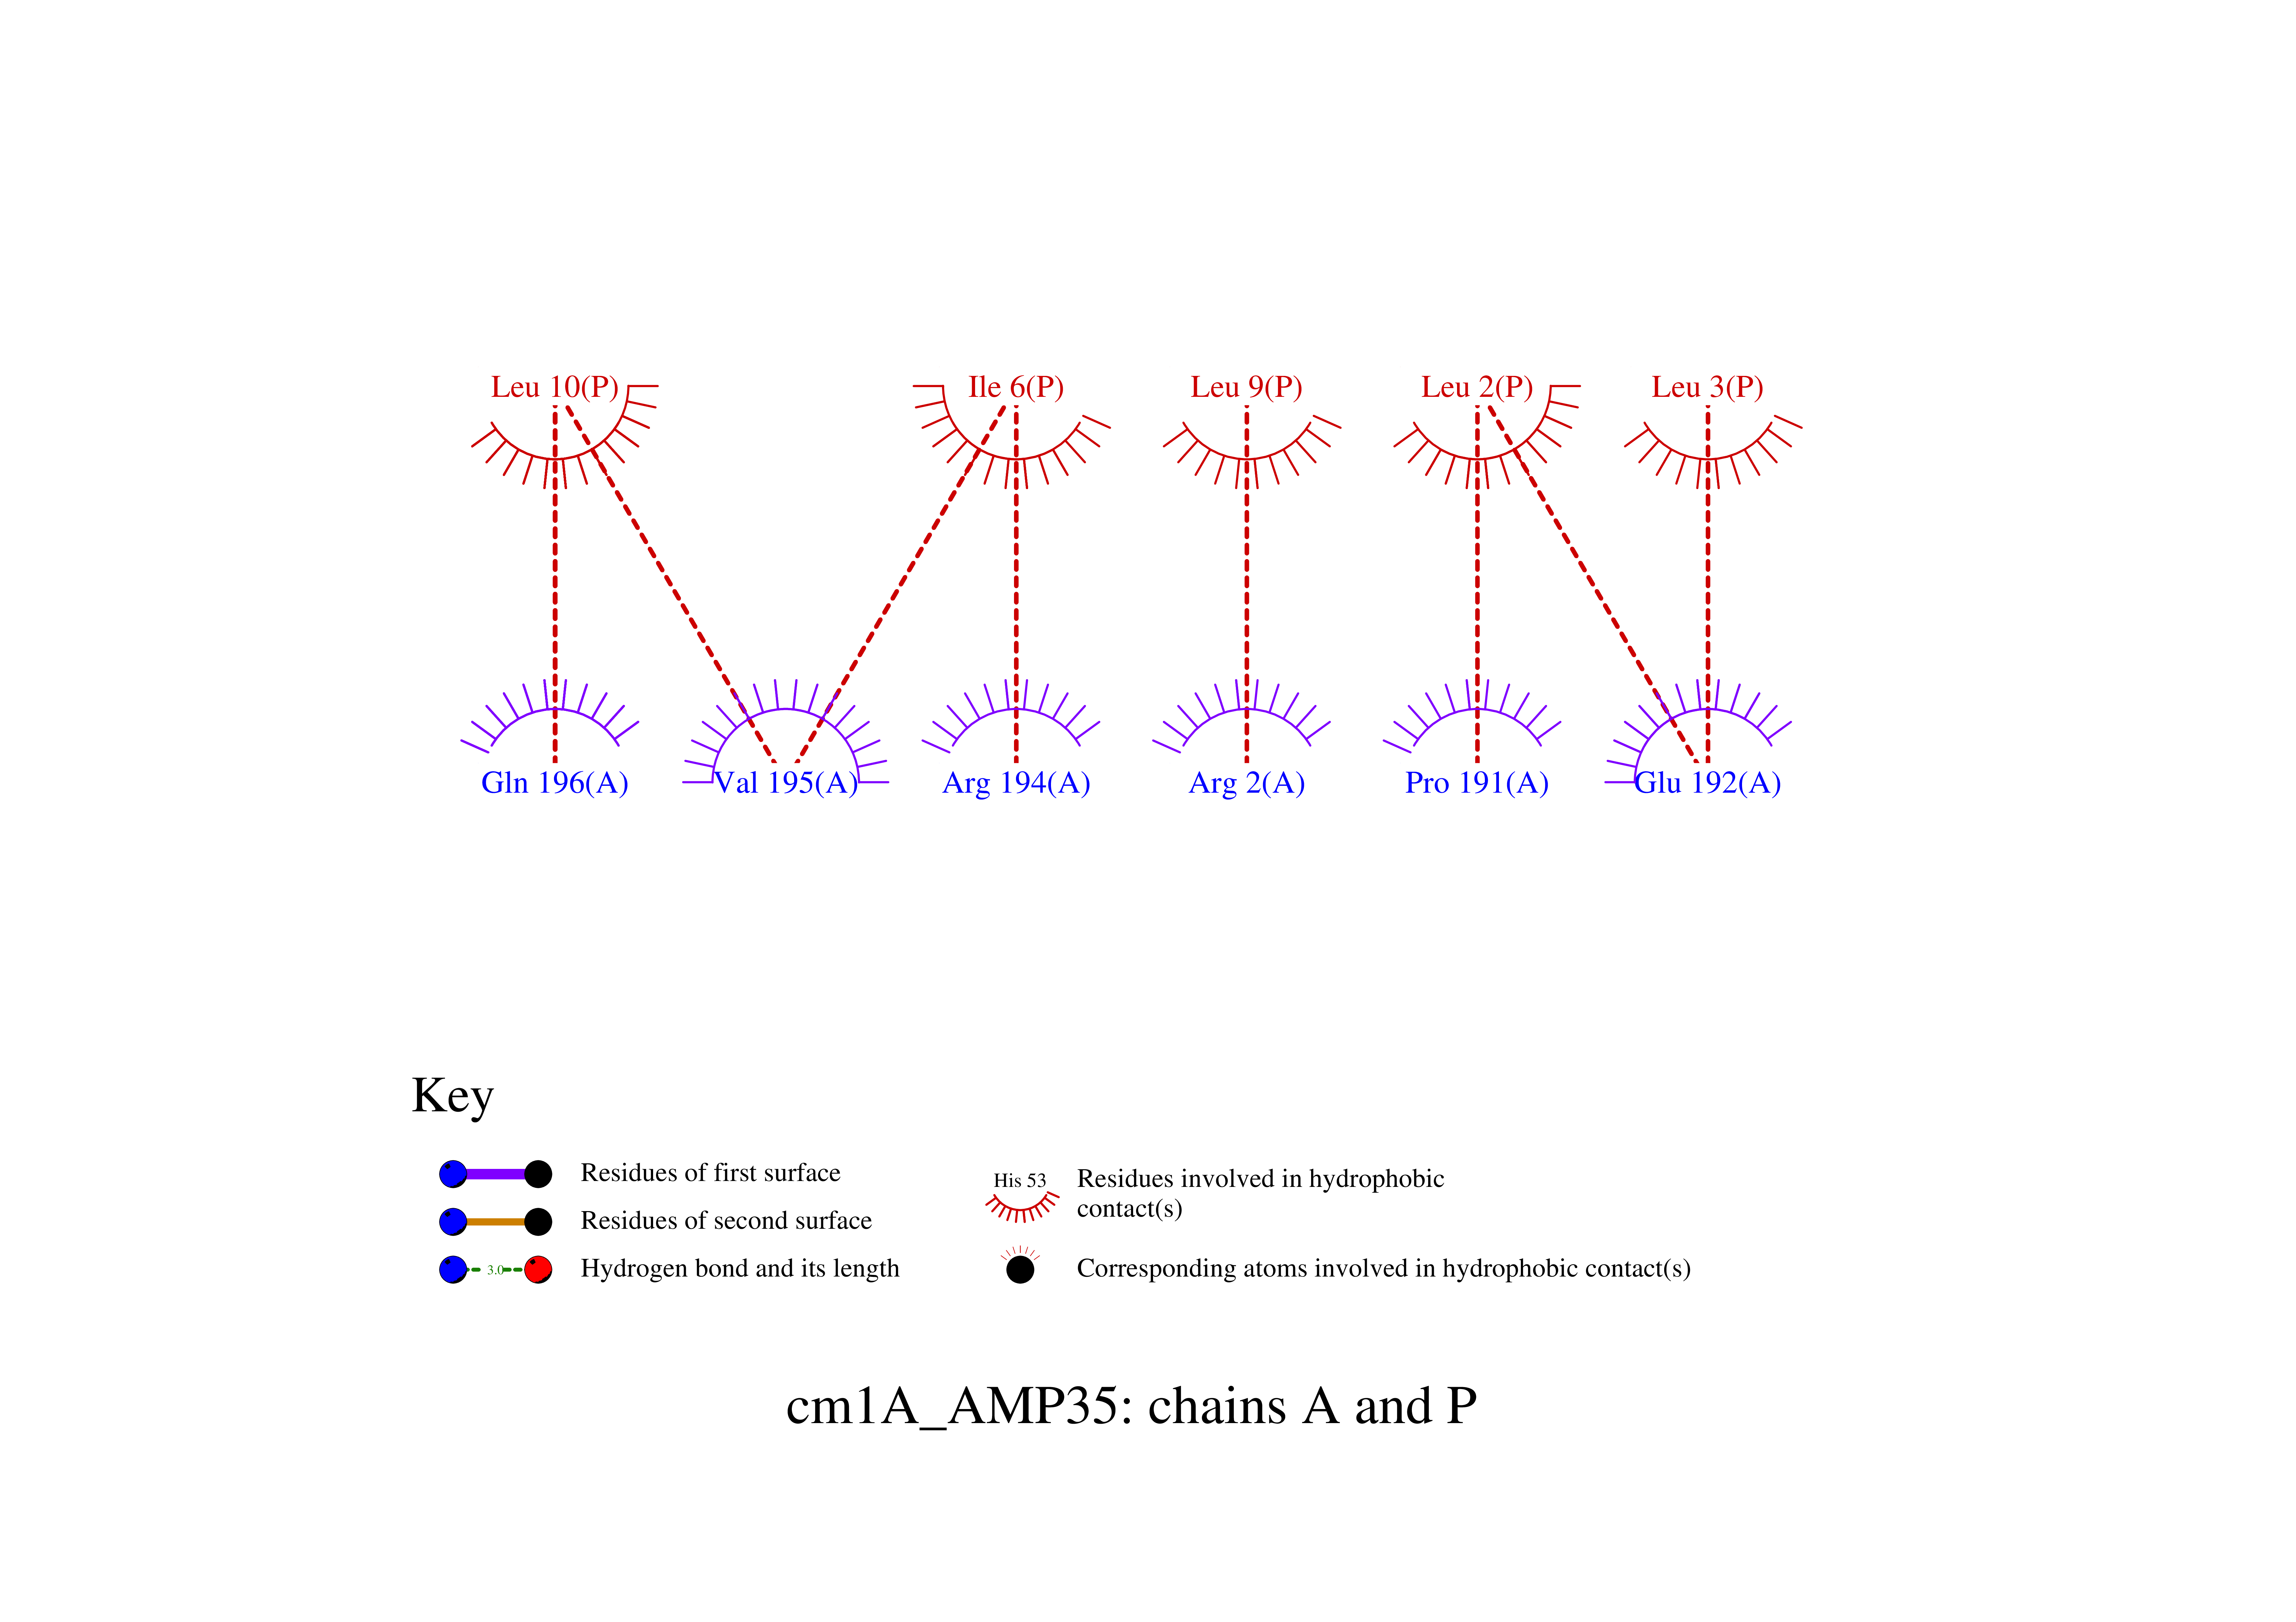 Leu 10(P) Ile 6(P) Leu 9(P) Leu 2(P) Leu 3(P)
Gln 196(A) Val 195(A) Arg 194(A) Arg 2(A) Pro 191(A) Glu 192(A)
Key
Residues of first surface
Residues of second surface
3.0 Hydrogen bond and its length
His 53 Residues involved in hydrophobic
contact(s)
Corresponding atoms involved in hydrophobic contact(s)
cm1A_AMP35: chains A and P